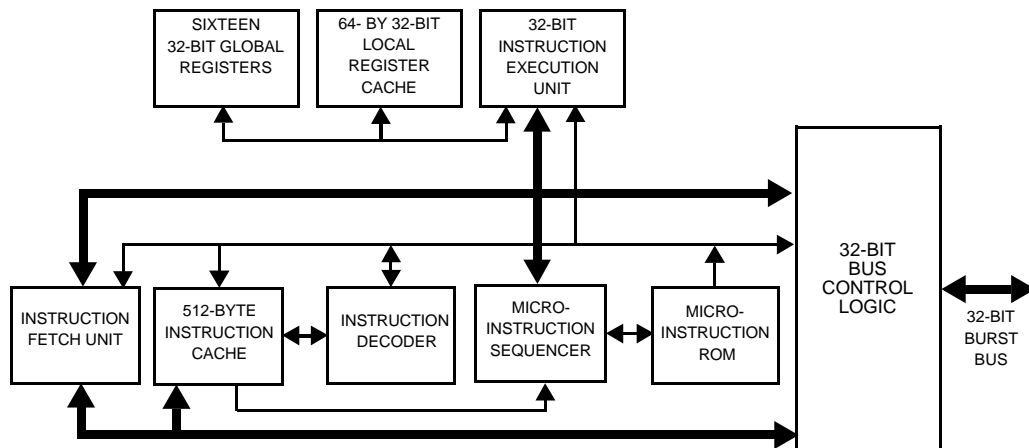 SIXTEEN
32-BIT GLOBAL
REGISTERS
64- BY 32-BIT
LOCAL
REGISTER
CACHE
32-BIT
INSTRUCTION
EXECUTION
UNIT
INSTRUCTION
FETCH UNIT
512-BYTE
INSTRUCTION
CACHE
INSTRUCTION
DECODER
MICRO-
INSTRUCTION
SEQUENCER
MICRO-
INSTRUCTION
ROM
32-BIT
BUS
CONTROL
LOGIC
32-BIT
BURST
BUS